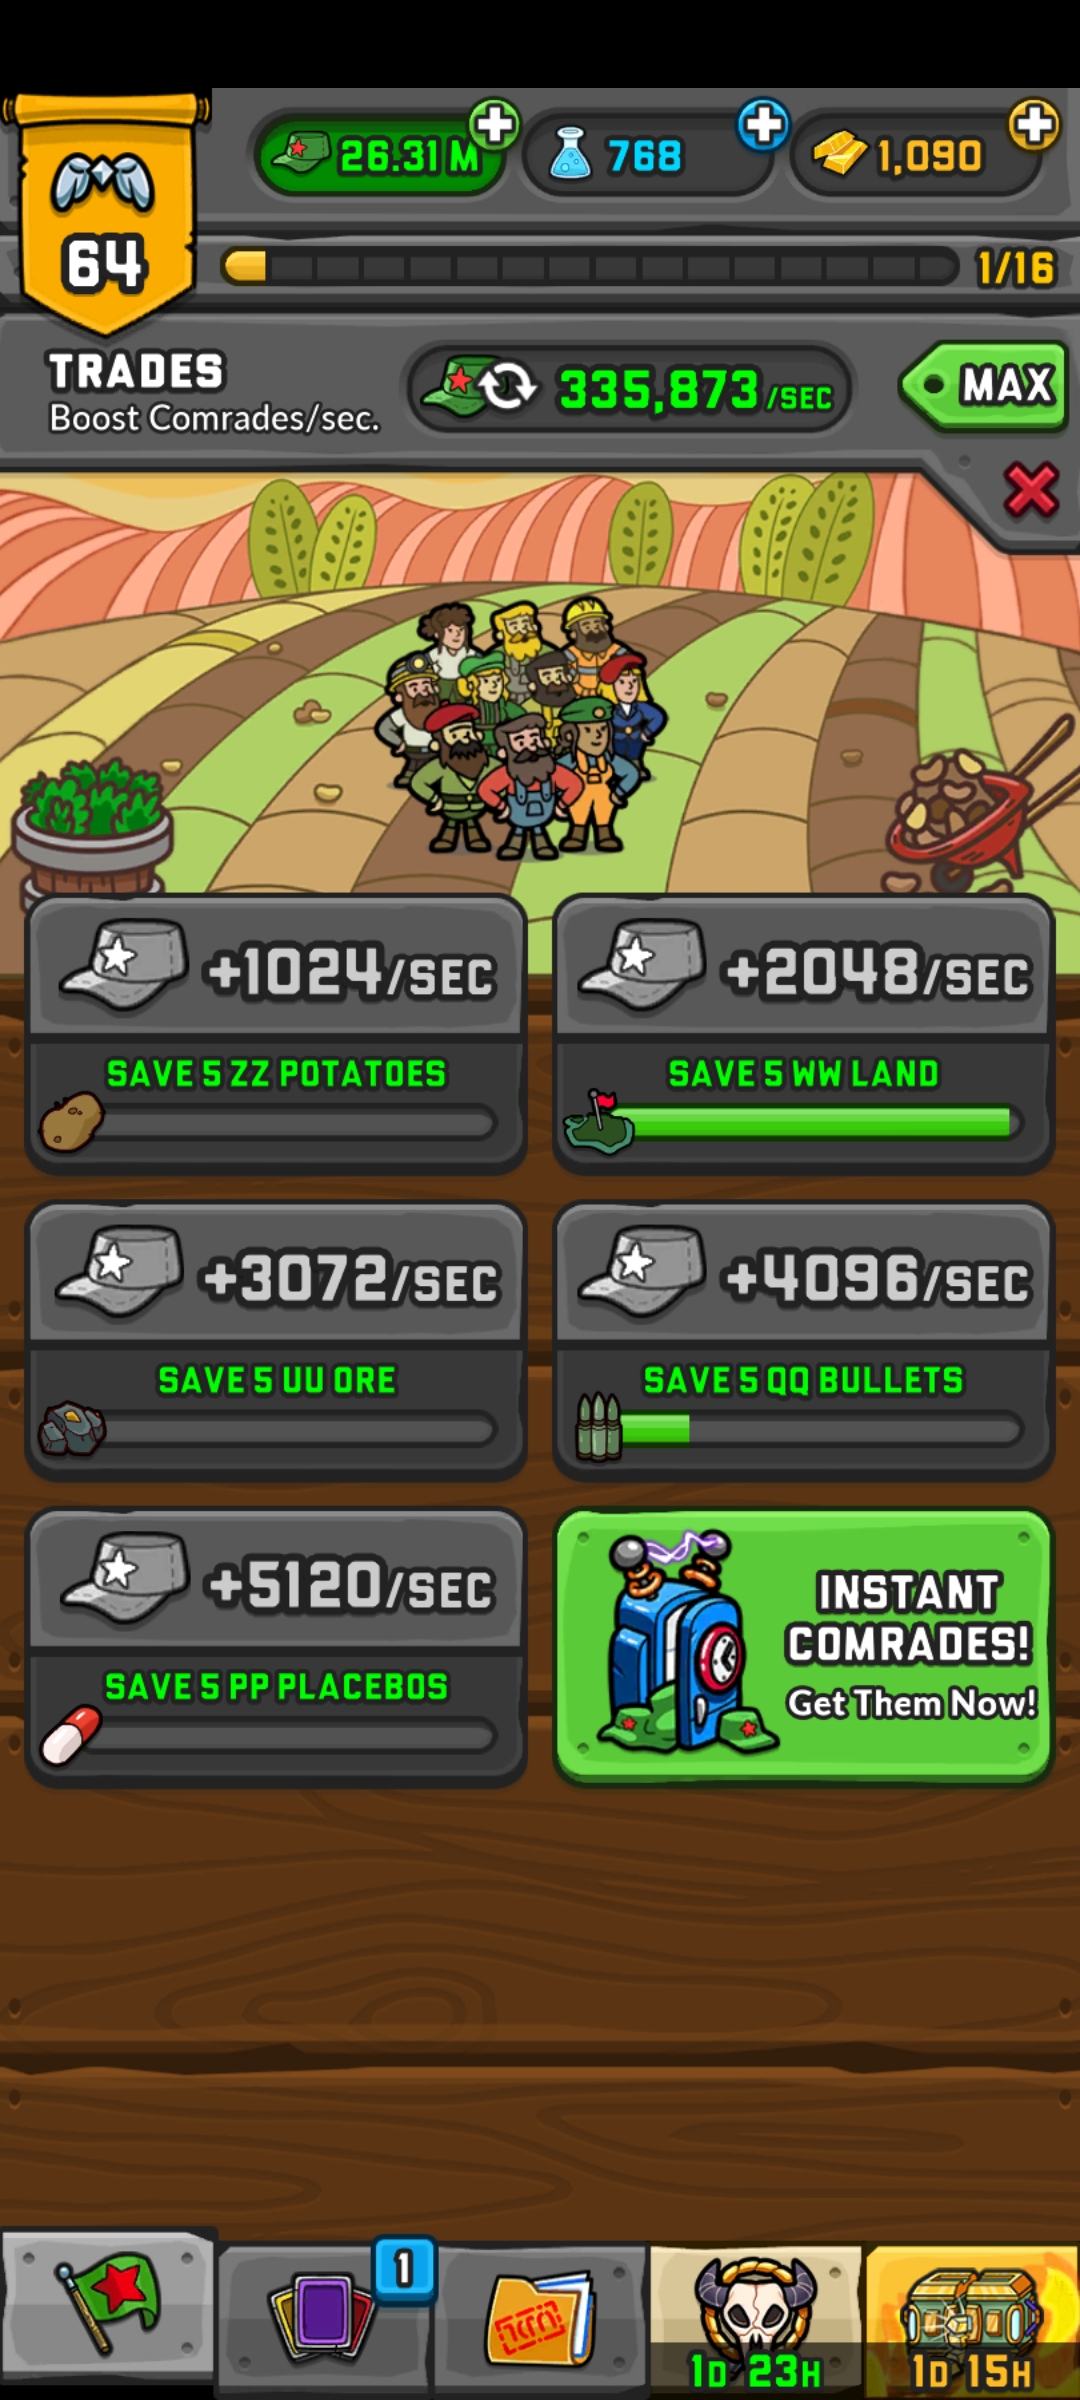 26.31 M
768
1,090
64
1/16
TRADES
Boost Comrades/sec.
335,873/SEC
MAX
+1024/SEC
SAVE 5 ZZ POTATOES
+2048/SEC
SAVE 5 WW LAND
+3072/SEC
SAVE 5 UU ORE
+4096/SEC
SAVE 5 QQ BULLETS
+5120/SEC
SAVE 5 PP PLACEBOS
INSTANT
COMRADES!
Get Them Now!
1
1D 23H
1D 15H